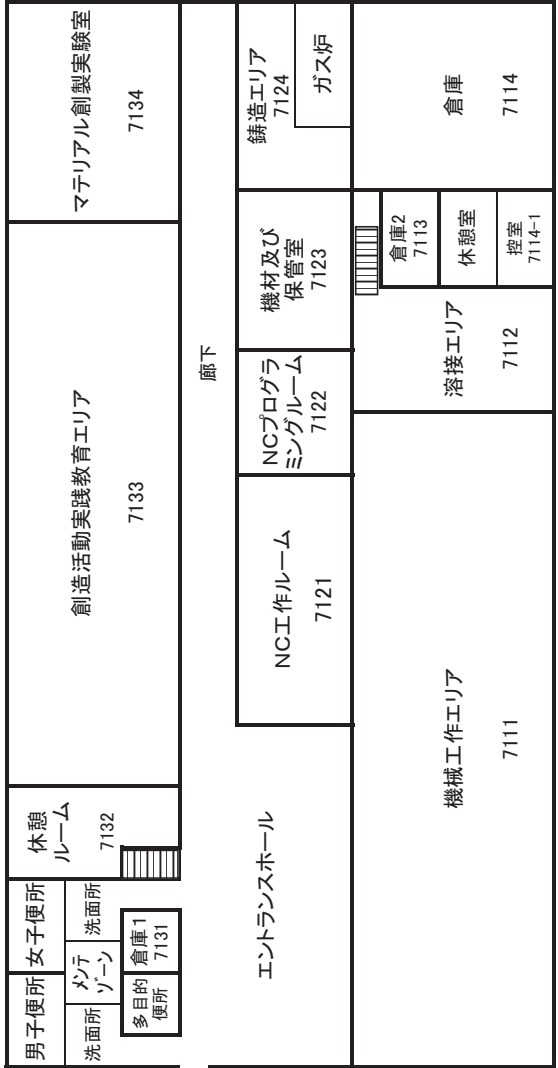 男子便所
女子便所
洗面所
メンテ
ゾーン
洗面所
多目的
便所
倉庫1
7131
休憩
ルーム
7132
創造活動実践教育エリア
7133
マテリアル創製実験室
7134
廊下
エントランスホール
NC工作ルーム
7121
NCプログラ
ミングルーム
7122
機材及び
保管室
7123
鋳造エリア
7124
ガス炉
機械工作エリア
7111
溶接エリア
7112
倉庫2
7113
休憩室
控室
7114-1
倉庫
7114